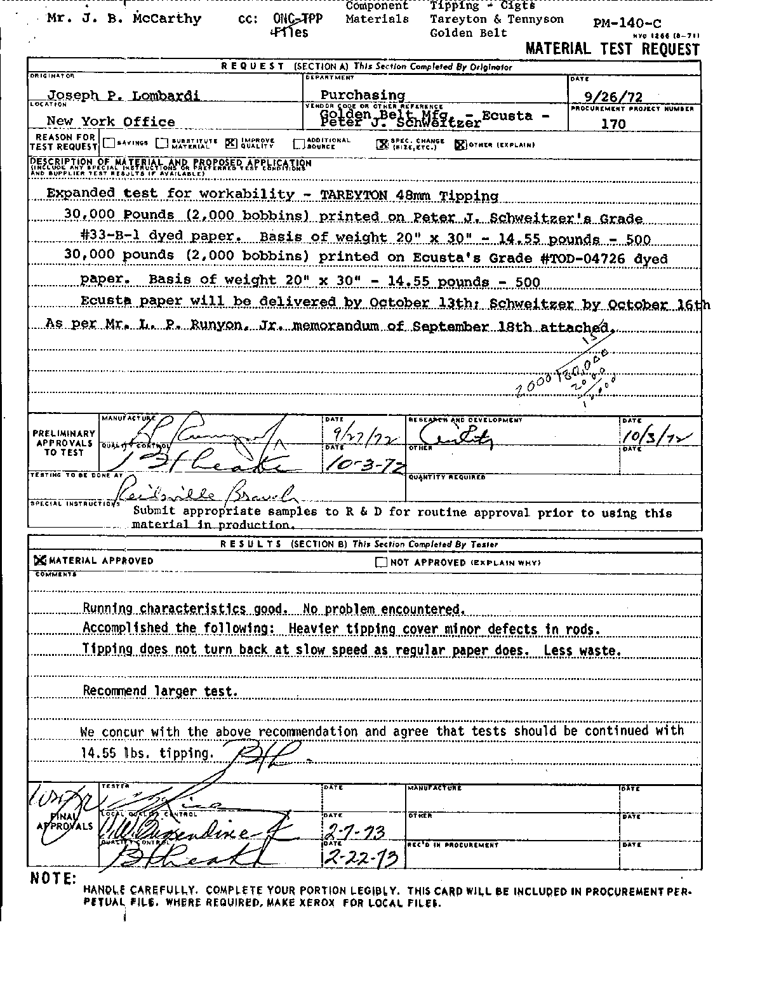 Component Tipping - Cigts
Mr. J. B. McCarthy cc: ONC-TPP Materials Tareyton & Tennyson PM-140-C
Files Golden Belt
NYO 1266 (8-71)
MATERIAL TEST REQUEST
REQUEST (SECTION A) This Section Completed By Originator
ORIGINATOR DEPARTMENT DATE
Joseph P. Lombardi Purchasing 9/26/72
LOCATION VENDOR CODE OR OTHER REFERENCE PROCUREMENT PROJECT NUMBER
Golden Belt Mfg. - Ecusta -
New York Office Peter J. Schweitzer 170
REASON FOR TEST REQUEST SAVINGS SUBSTITUTE MATERIAL X IMPROVE QUALITY ADDITIONAL SOURCE X SPEC. CHANGE (SIZE, ETC.) X OTHER (EXPLAIN)
DESCRIPTION OF MATERIAL AND PROPOSED APPLICATION
(INCLUDE ANY SPECIAL INSTRUCTIONS OR PREFERRED TEST CONDITIONS
AND SUPPLIER TEST RESULTS IF AVAILABLE)
Expanded test for workability - TAREYTON 48mm Tipping
30,000 Pounds (2,000 bobbins) printed on Peter J. Schweitzer's Grade
#33-B-1 dyed paper. Basis of weight 20" x 30" - 14.55 pounds - 500
30,000 pounds (2,000 bobbins) printed on Ecusta's Grade #TOD-04726 dyed
paper. Basis of weight 20" x 30" - 14.55 pounds - 500
Ecusta paper will be delivered by October 13th; Schweitzer by October 16th
As per Mr. L. P. Runyon, Jr. memorandum of September 18th attached.
15
2000 30,000
2000
PRELIMINARY APPROVALS TO TEST
MANUFACTURE DATE RESEARCH AND DEVELOPMENT DATE
9/27/72 10/3/72
QUALITY CONTROL DATE OTHER DATE
10-3-72
TESTING TO BE DONE AT QUANTITY REQUIRED
Reidsville Branch
SPECIAL INSTRUCTIONS
Submit appropriate samples to R & D for routine approval prior to using this
material in production.
RESULTS (SECTION B) This Section Completed By Tester
X MATERIAL APPROVED NOT APPROVED (EXPLAIN WHY)
COMMENTS
Running characteristics good. No problem encountered.
Accomplished the following: Heavier tipping cover minor defects in rods.
Tipping does not turn back at slow speed as regular paper does. Less waste.
Recommend larger test.
We concur with the above recommendation and agree that tests should be continued with
14.55 lbs. tipping.
FINAL APPROVALS
TESTER DATE MANUFACTURE DATE
LOCAL QUALITY CONTROL DATE OTHER DATE
2-7-73
QUALITY CONTROL DATE REC'D IN PROCUREMENT DATE
2-22-73
NOTE:
HANDLE CAREFULLY. COMPLETE YOUR PORTION LEGIBLY. THIS CARD WILL BE INCLUDED IN PROCUREMENT PER-
PETUAL FILE. WHERE REQUIRED, MAKE XEROX FOR LOCAL FILES.